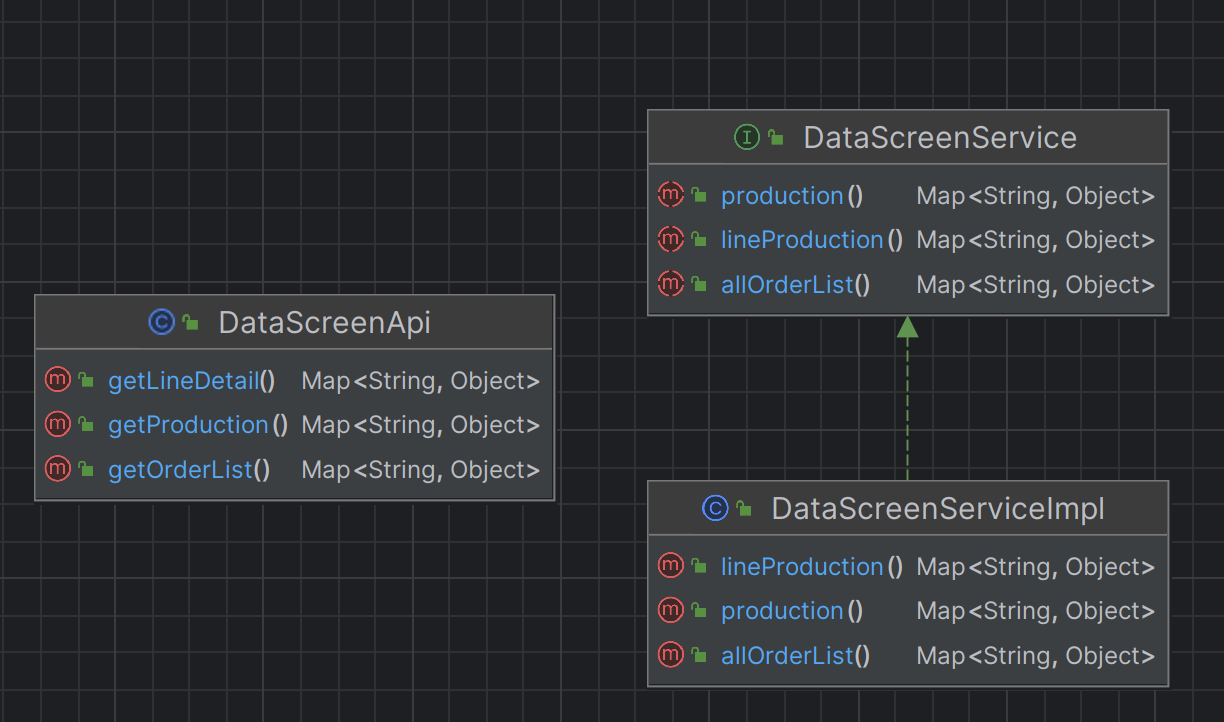 DataScreenService
production() Map<String, Object>
lineProduction() Map<String, Object>
allOrderList() Map<String, Object>
DataScreenApi
getLineDetail() Map<String, Object>
getProduction() Map<String, Object>
getOrderList() Map<String, Object>
DataScreenServiceImpl
lineProduction() Map<String, Object>
production() Map<String, Object>
allOrderList() Map<String, Object>